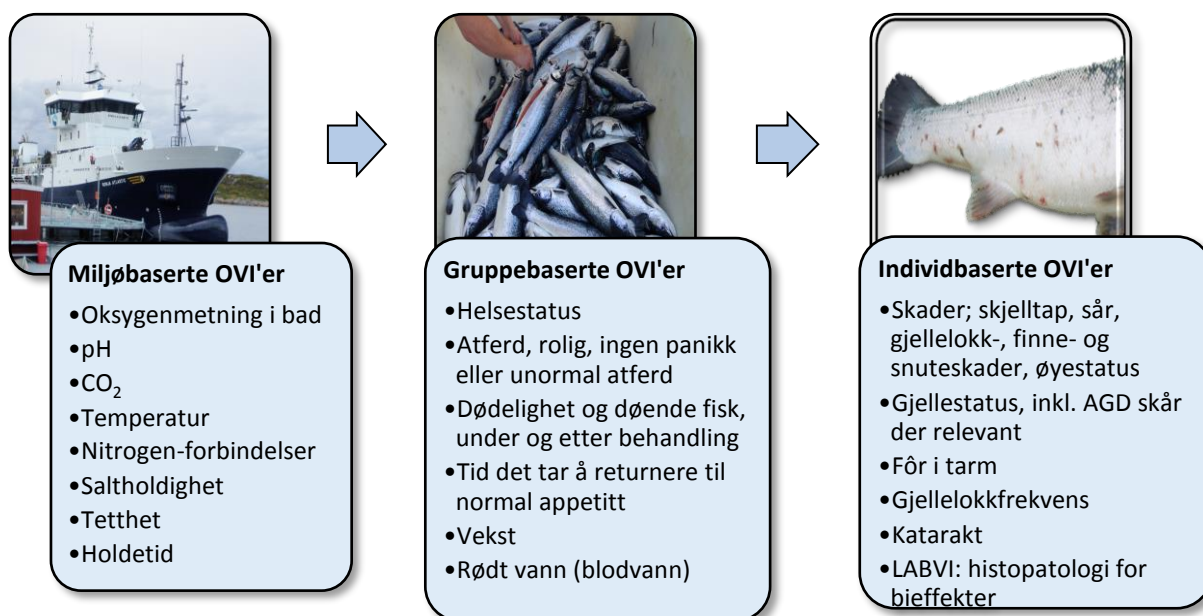 Miljøbaserte OVI'er
•Oksygenmetning i bad
•pH
•CO₂
•Temperatur
•Nitrogen-forbindelser
•Saltholdighet
•Tetthet
•Holdetid
Gruppebaserte OVI'er
•Helsestatus
•Atferd, rolig, ingen panikk
eller unormal atferd
•Dødelighet og døende fisk,
under og etter behandling
•Tid det tar å returnere til
normal appetitt
•Vekst
•Rødt vann (blodvann)
Individbaserte OVI'er
•Skader; skjelltap, sår,
gjellelokk-, finne- og
snuteskader, øyestatus
•Gjellestatus, inkl. AGD skår
der relevant
•Fôr i tarm
•Gjellelokkfrekvens
•Katarakt
•LABVI: histopatologi for
bieffekter